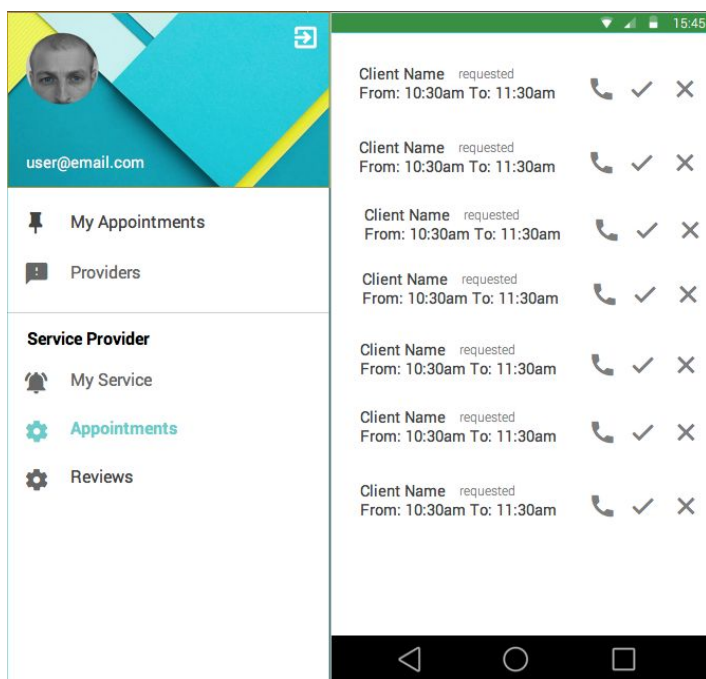 user@email.com
My Appointments
Providers
Service Provider
My Service
Appointments
Reviews
15:45
Client Name requested
From: 10:30am To: 11:30am
Client Name requested
From: 10:30am To: 11:30am
Client Name requested
From: 10:30am To: 11:30am
Client Name requested
From: 10:30am To: 11:30am
Client Name requested
From: 10:30am To: 11:30am
Client Name requested
From: 10:30am To: 11:30am
Client Name requested
From: 10:30am To: 11:30am